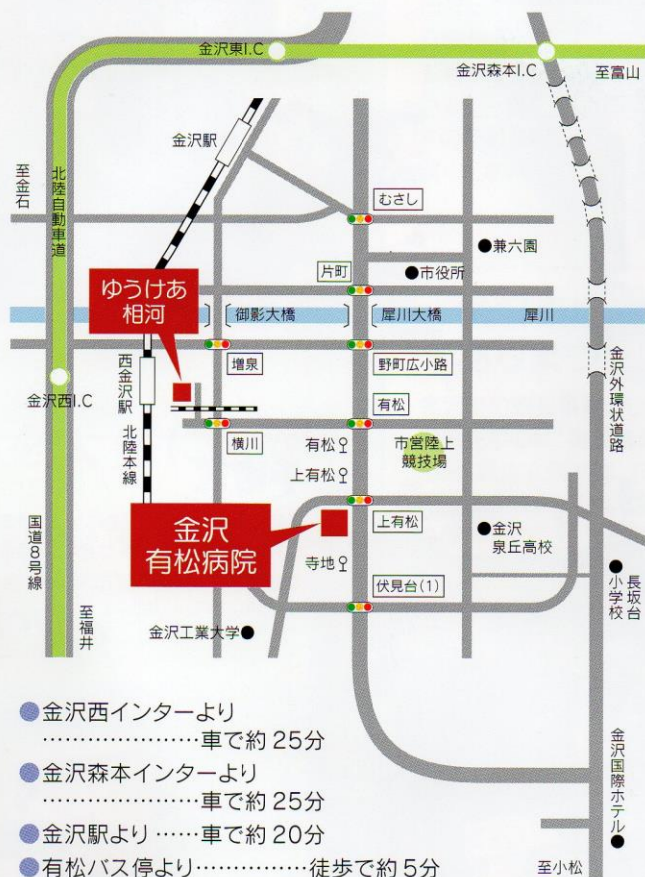 金沢東I.C
金沢森本I.C
至富山
金沢駅
至金石
北陸自動車道
むさし
兼六園
片町
市役所
ゆうけあ
相河
御影大橋
犀川大橋
犀川
増泉
野町広小路
西金沢駅
金沢西I.C
有松
金沢外環状道路
北陸本線
横川
有松
市営陸上
競技場
上有松
金沢
有松病院
上有松
金沢
泉丘高校
国道8号線
寺地
長坂台
小学校
至福井
伏見台(1)
金沢工業大学
金沢西インターより
…………………車で約25分
金沢森本インターより
…………………車で約25分
金沢駅より……車で約20分
有松バス停より……………徒歩で約5分
金沢国際ホテル
至小松